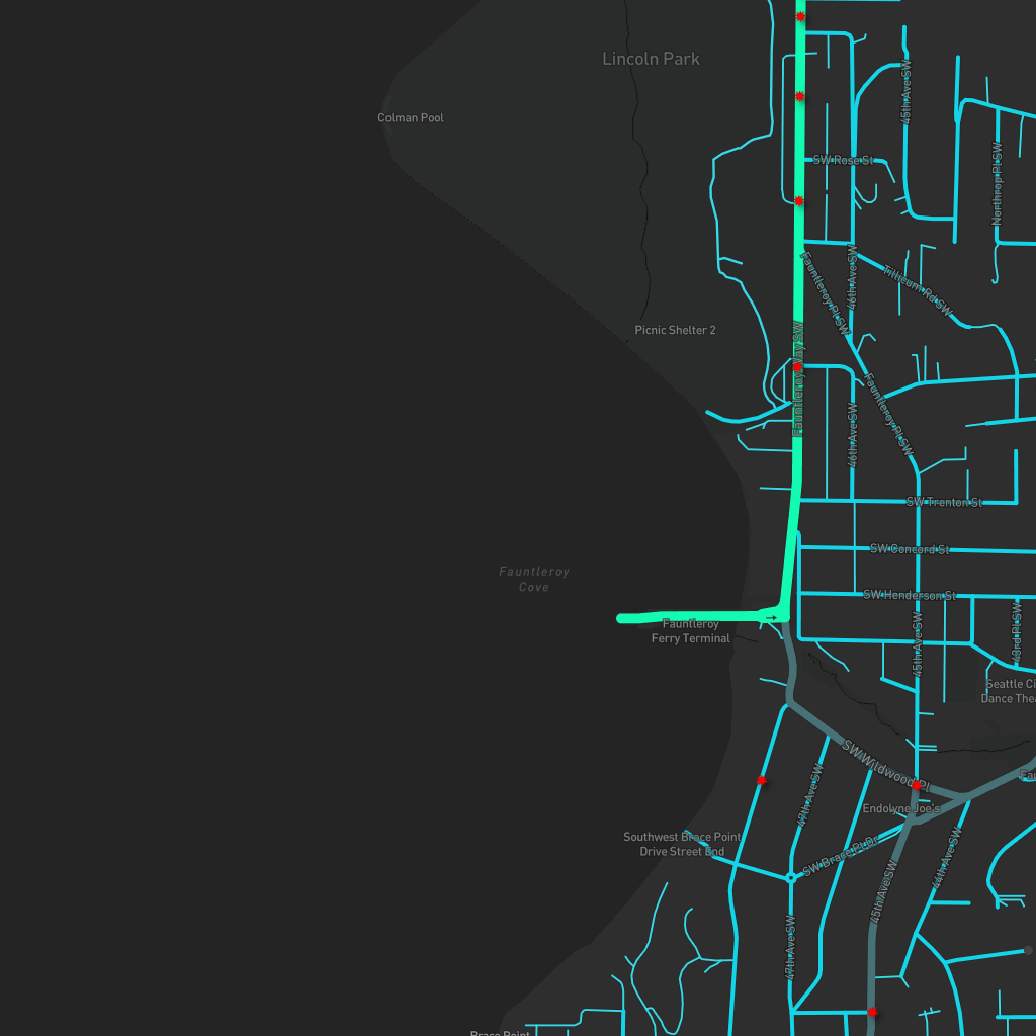 Lincoln Park
Colman Pool
45th Ave SW
SW Rose St
Northrop Pl SW
Fauntleroy Pl SW
46th Ave SW
Tillicum Rd SW
Picnic Shelter 2
Fauntleroy Way SW
46th Ave SW
Fauntleroy Pl SW
SW Trenton St
SW Concord St
Fauntleroy
Cove
SW Henderson St
Fauntleroy
Ferry Terminal
45th Ave SW
43rd Pl SW
Seattle Ci
Dance Thea
SW Wildwood Pl
Fau
47th Ave SW
Endolyne Joe's
Southwest Brace Point
Drive Street End
SW Brace Pt Dr
44th Ave SW
45th Ave SW
47th Ave SW
Brace Point